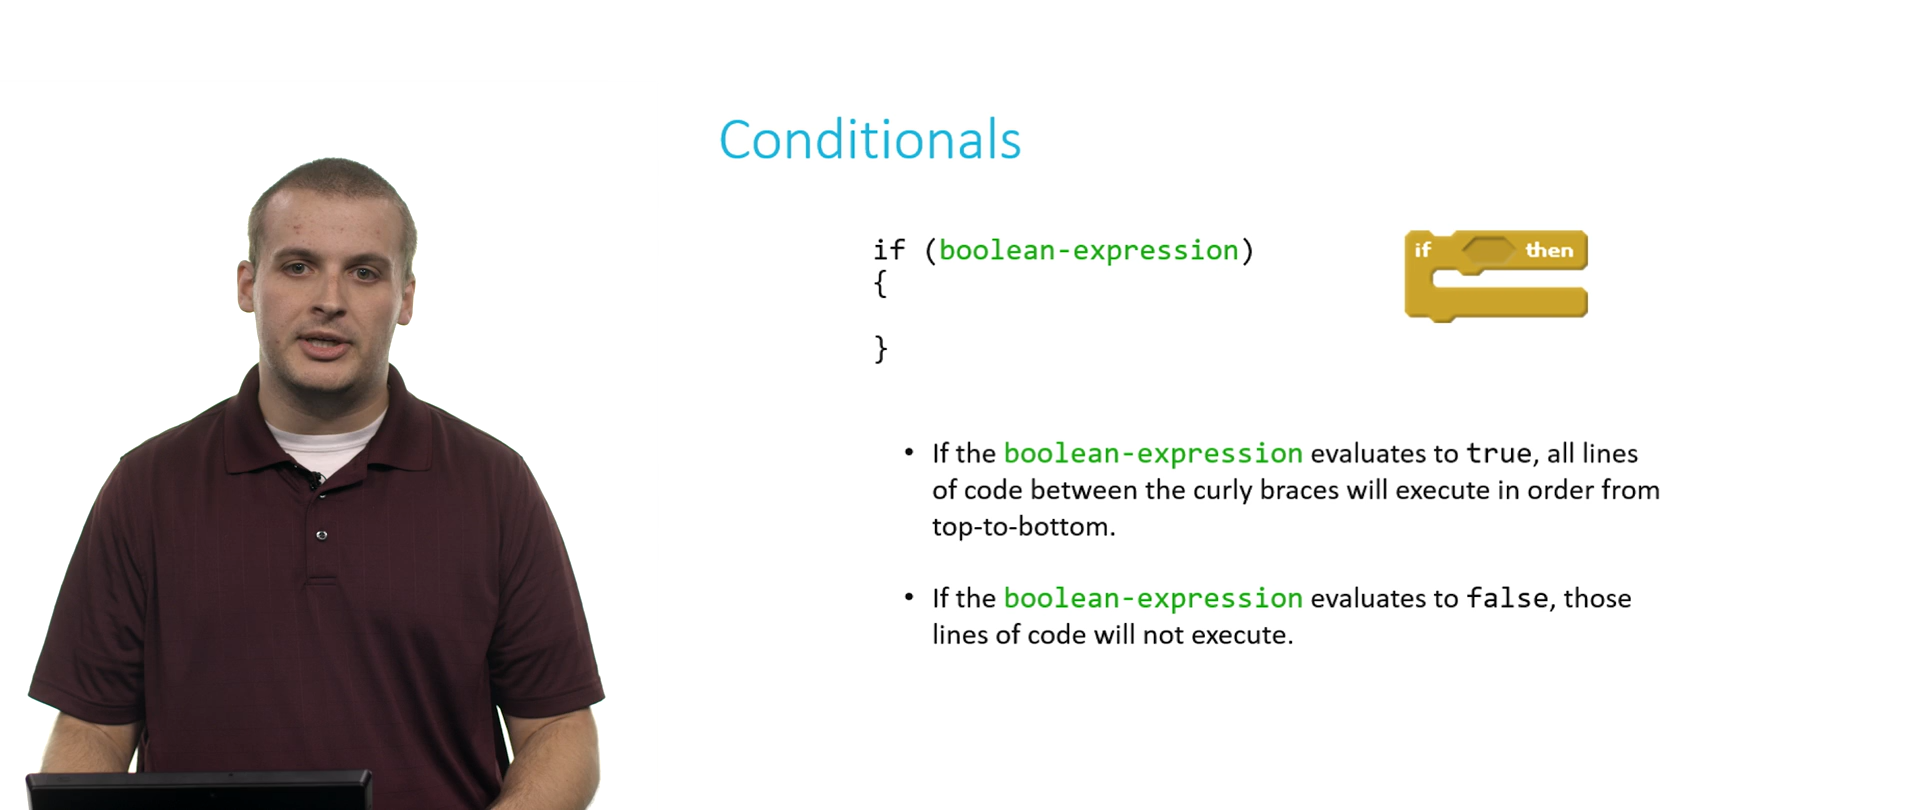 Conditionals
if (boolean-expression)
{
}
if then
• If the boolean-expression evaluates to true, all lines
of code between the curly braces will execute in order from
top-to-bottom.
• If the boolean-expression evaluates to false, those
lines of code will not execute.